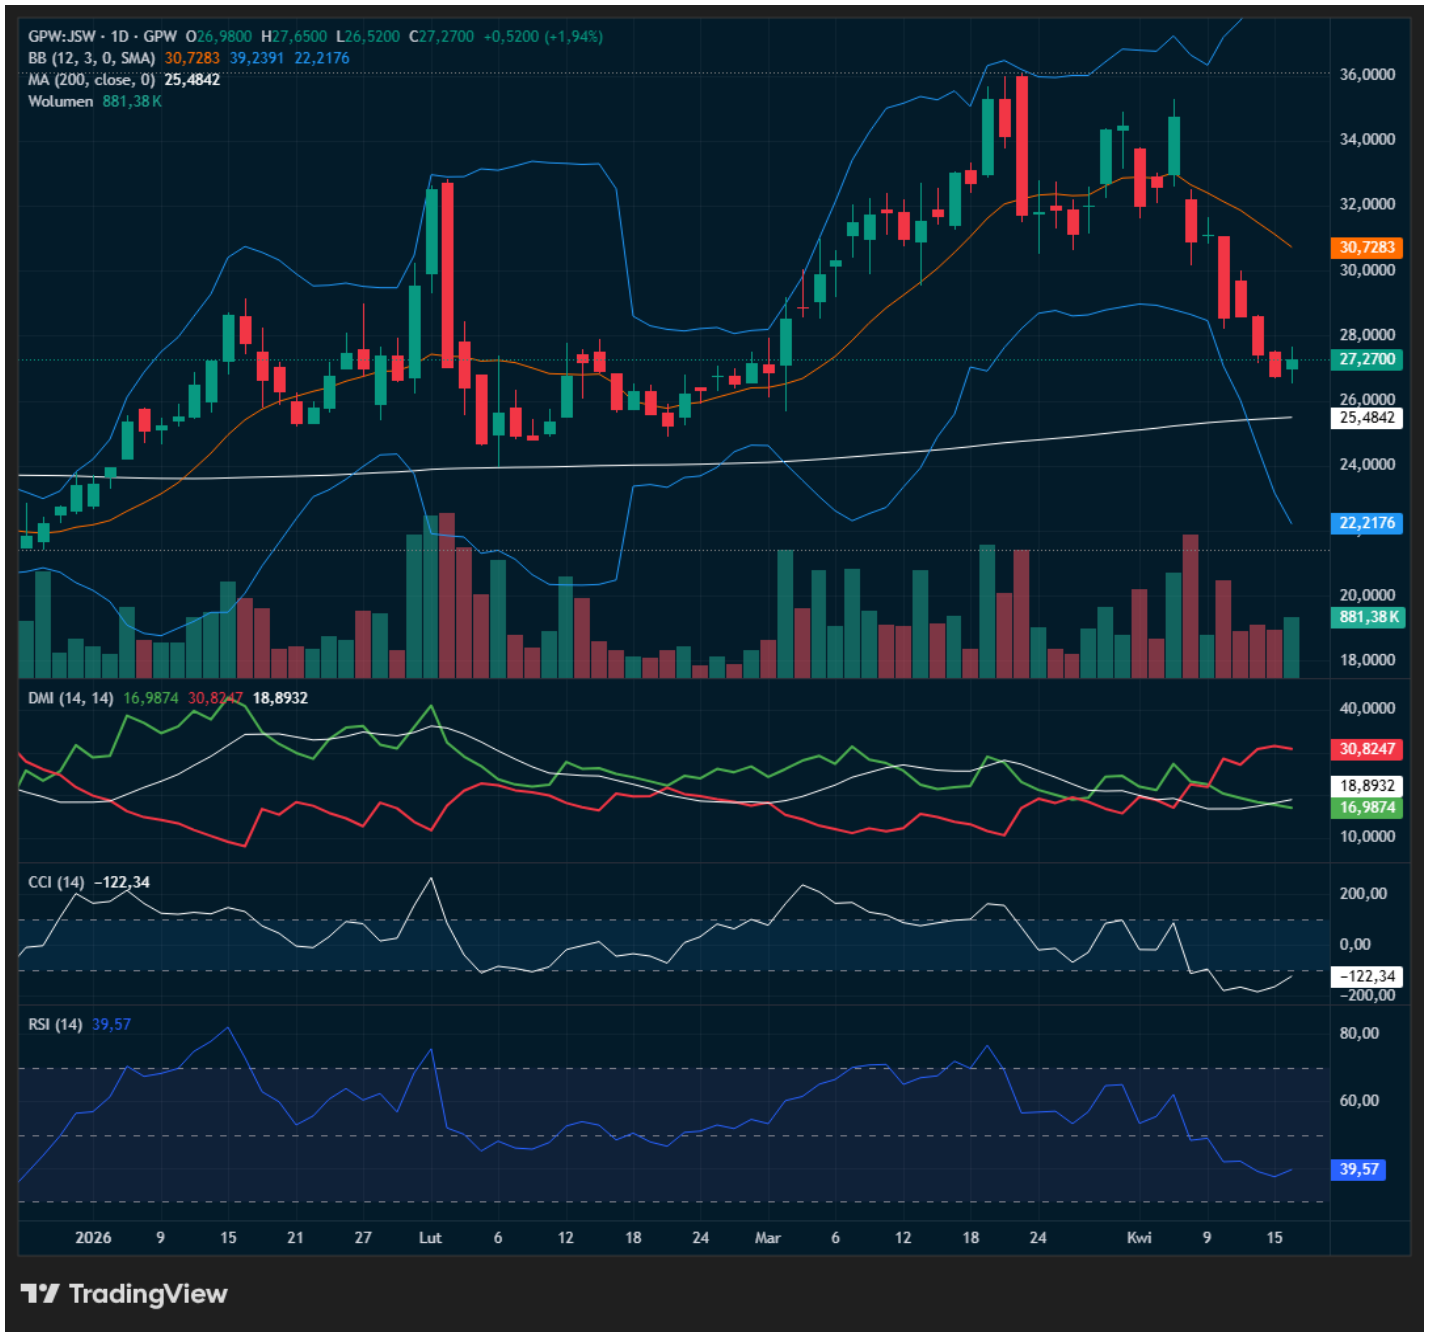 GPW:JSW · 1D · GPW O26,9800 H27,6500 L26,5200 C27,2700 +0,5200 (+1,94%)
BB (12, 3, 0, SMA) 30,7283 39,2391 22,2176
MA (200, close, 0) 25,4842
Wolumen 881,38 K
36,0000
34,0000
32,0000
30,7283
30,0000
28,0000
27,2700
26,0000
25,4842
24,0000
22,2176
20,0000
881,38 K
18,0000
DMI (14, 14) 16,9874 30,8247 18,8932
40,0000
30,8247
18,8932
16,9874
10,0000
CCI (14) −122,34
200,00
0,00
−122,34
−200,00
RSI (14) 39,57
80,00
60,00
39,57
2026 9 15 21 27 Lut 6 12 18 24 Mar 6 12 18 24 Kwi 9 15
TradingView